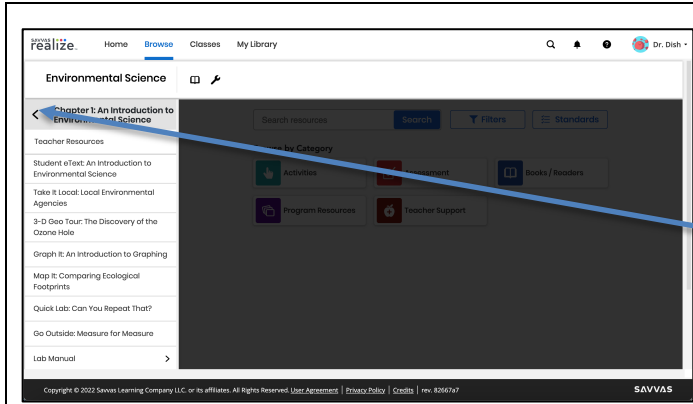 SAVVAS
realize.
Home Browse Classes My Library
Dr. Dish
Environmental Science
Chapter 1: An Introduction to
Environmental Science
Search resources
Search
Filters
Standards
Teacher Resources
by Category
Student eText: An Introduction to
Environmental Science
Activities
Assessment
Books / Readers
Take It Local: Local Environmental
Agencies
Program Resources
Teacher Support
3-D Geo Tour: The Discovery of the
Ozone Hole
Graph It: An Introduction to Graphing
Map It: Comparing Ecological
Footprints
Quick Lab: Can You Repeat That?
Go Outside: Measure for Measure
Lab Manual
Copyright © 2022 Savvas Learning Company LLC. or its affiliates. All Rights Reserved. User Agreement | Privacy Policy | Credits | rev. 82667a7
SAVVAS